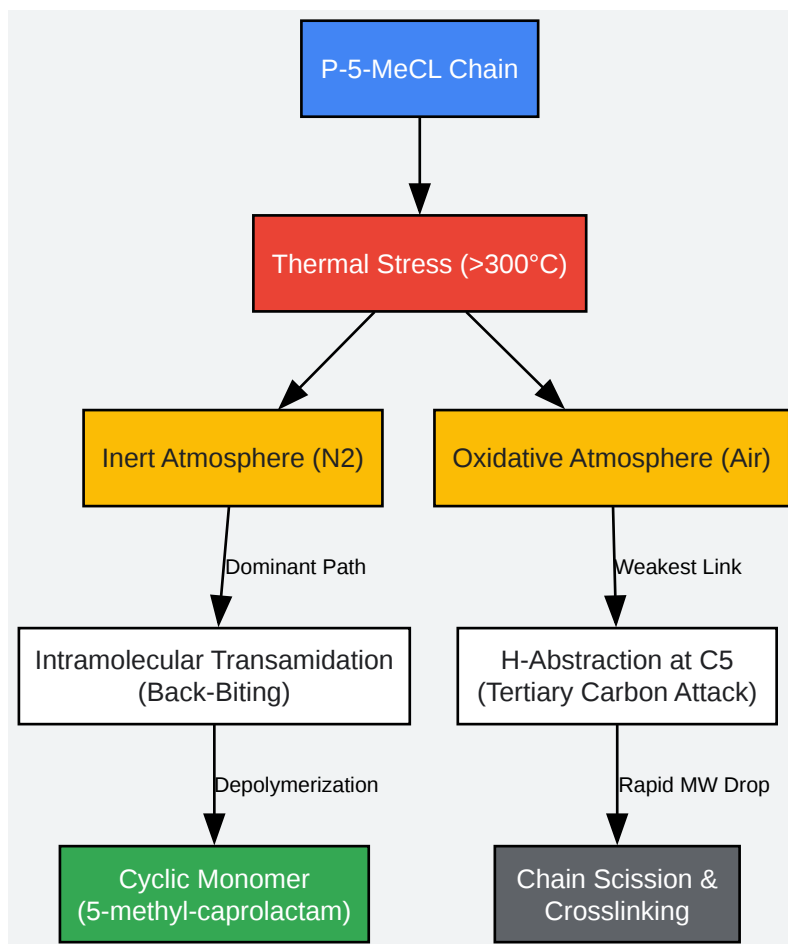 P-5-MeCL Chain
Thermal Stress (>300°C)
Inert Atmosphere (N2)
Oxidative Atmosphere (Air)
Dominant Path
Weakest Link
Intramolecular Transamidation
(Back-Biting)
H-Abstraction at C5
(Tertiary Carbon Attack)
Depolymerization
Rapid MW Drop
Cyclic Monomer
(5-methyl-caprolactam)
Chain Scission &
Crosslinking